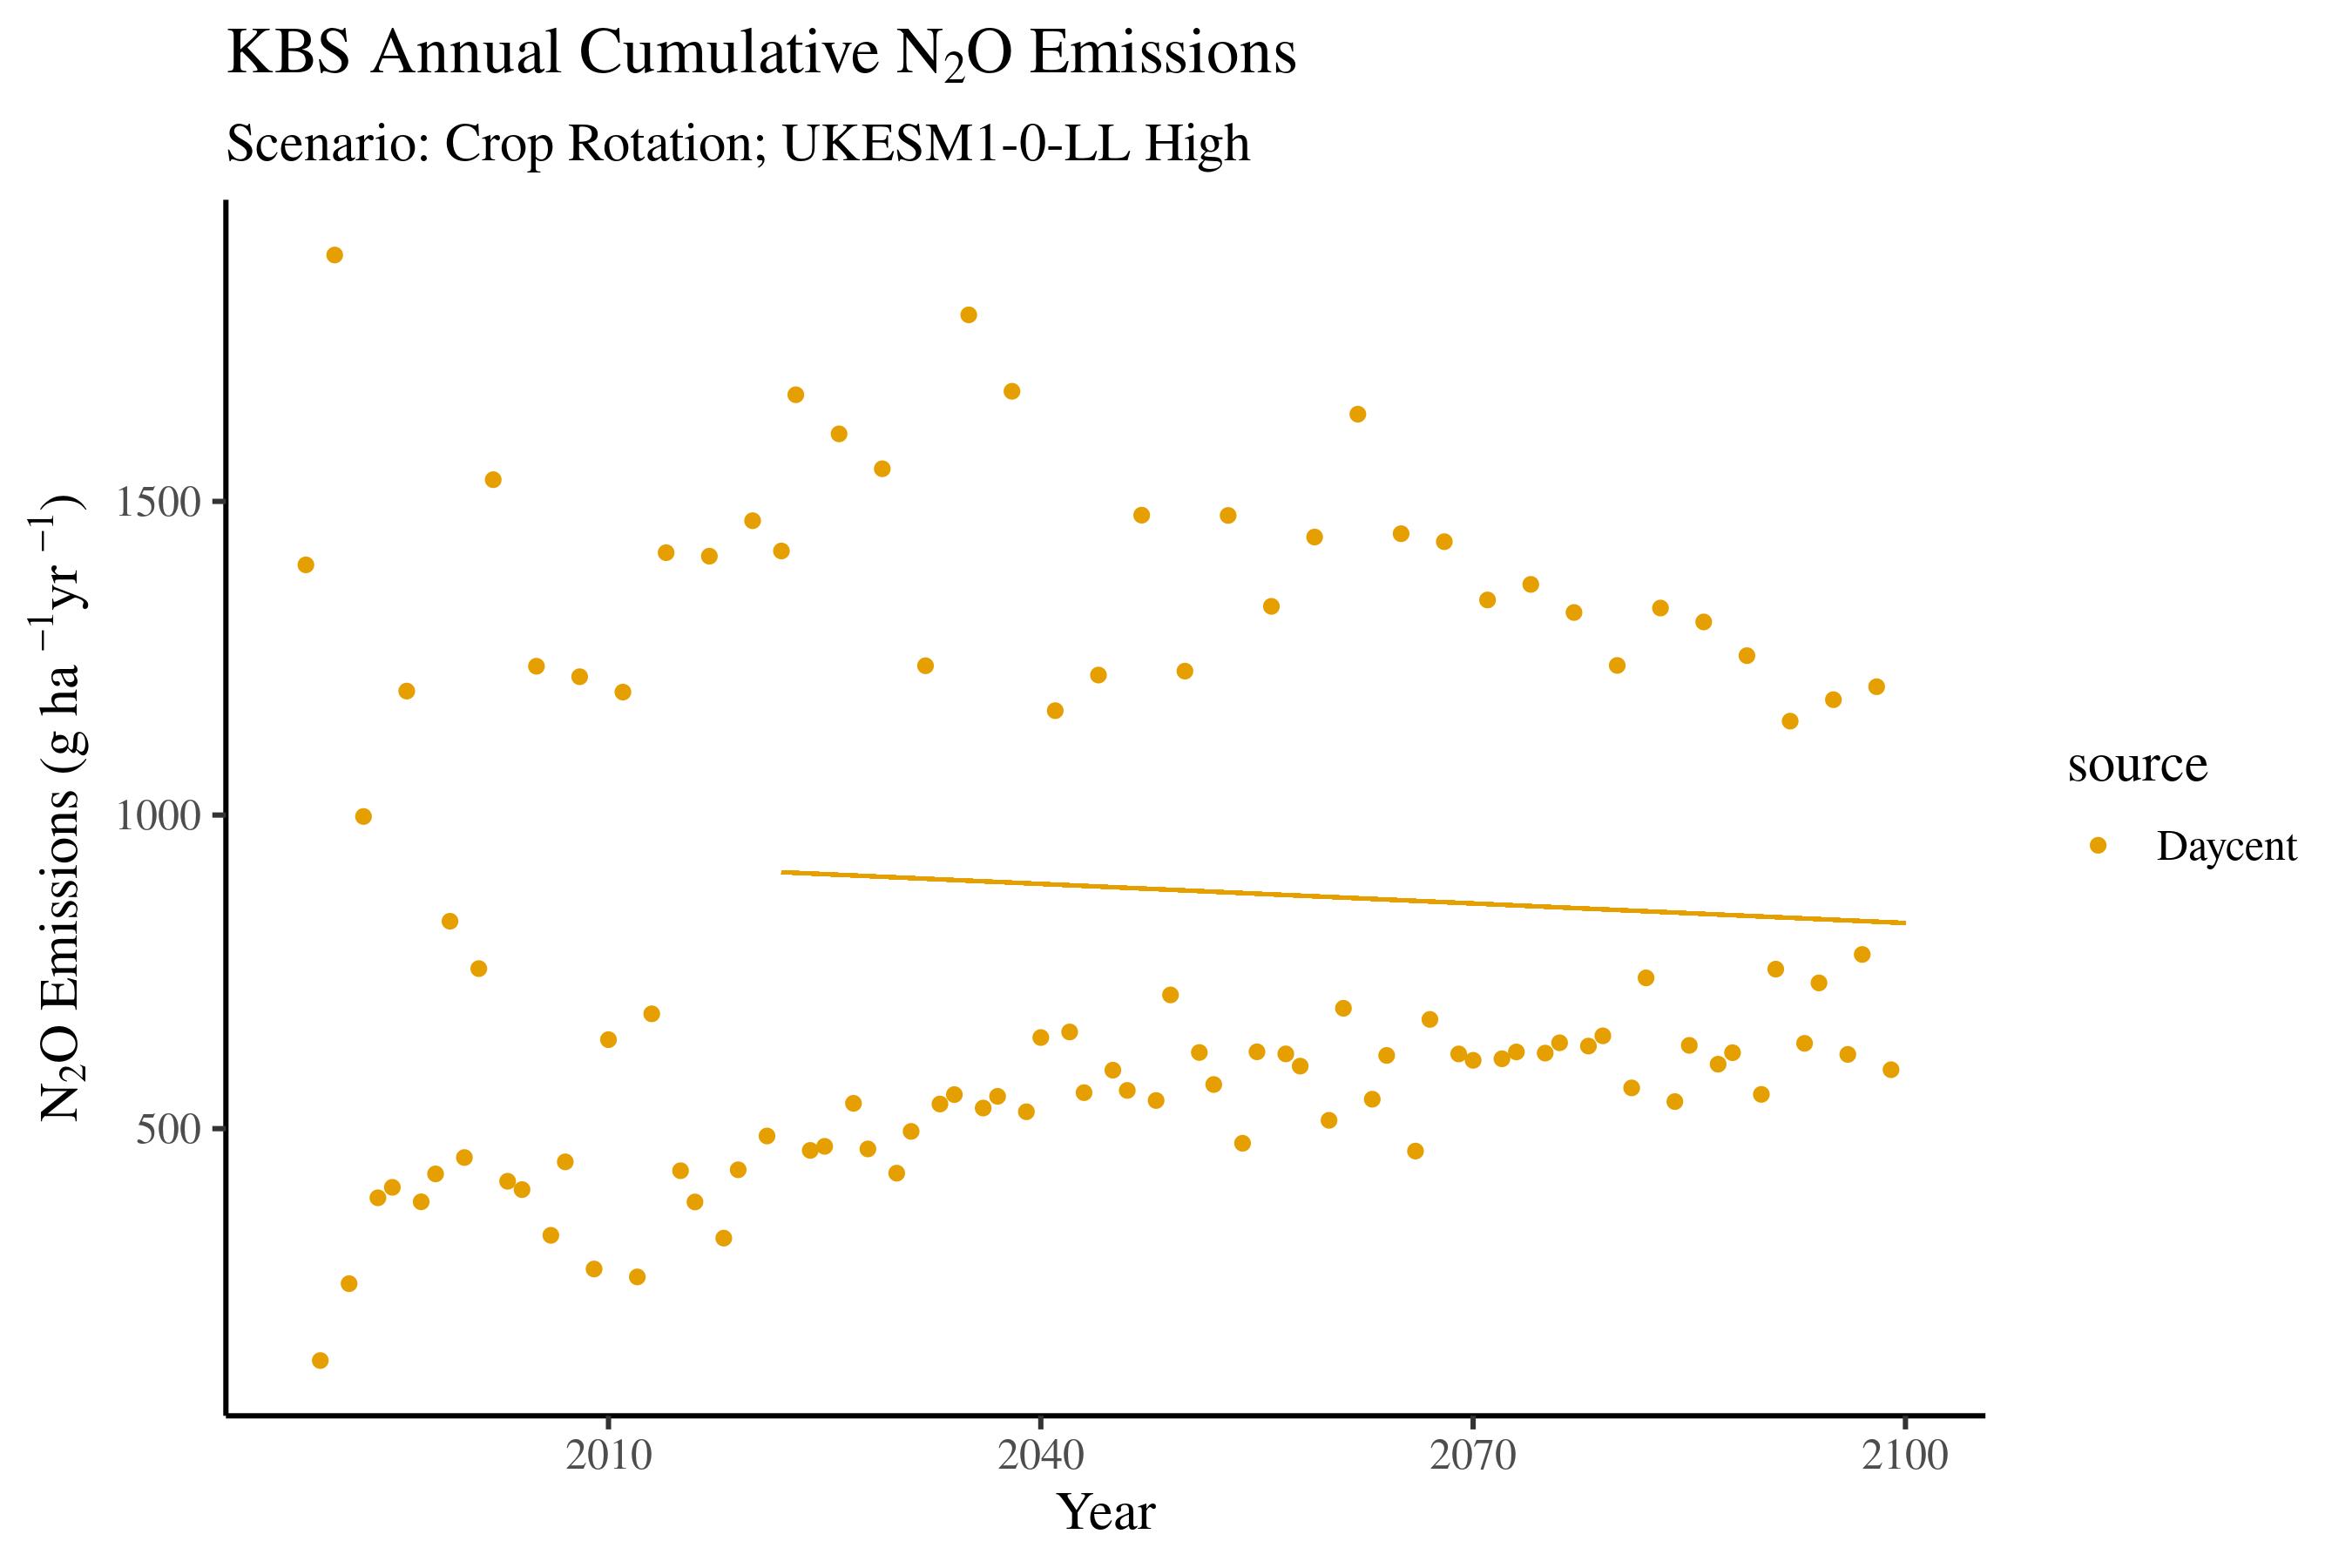 KBS Annual Cumulative N₂O Emissions
Scenario: Crop Rotation; UKESM1-0-LL High
N₂O Emissions (g ha ⁻¹yr ⁻¹)
1500
1000
500
2010 2040 2070 2100
Year
source
Daycent